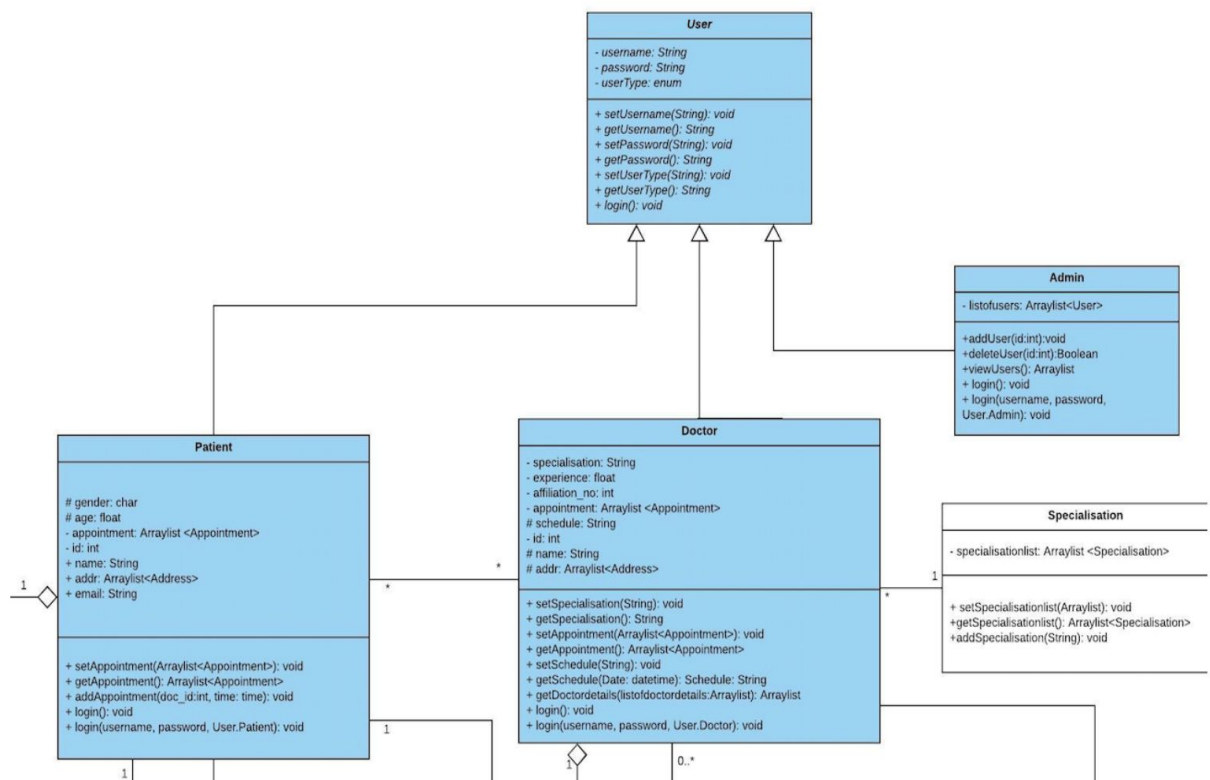 User
- username: String
- password: String
- userType: enum
+ setUsername(String): void
+ getUsername(): String
+ setPassword(String): void
+ getPassword(): String
+ setUserType(String): void
+ getUserType(): String
+ login(): void
Admin
- listofusers: Arraylist<User>
+addUser(id:int):void
+deleteUser(id:int):Boolean
+viewUsers(): Arraylist
+ login(): void
+ login(username, password,
User.Admin): void
Patient
# gender: char
# age: float
- appointment: Arraylist <Appointment>
- id: int
+ name: String
+ addr: Arraylist<Address>
+ email: String
+ setAppointment(Arraylist<Appointment>): void
+ getAppointment(): Arraylist<Appointment>
+ addAppointment(doc_id:int, time: time): void
+ login(): void
+ login(username, password, User.Patient): void
1
1
1
*
*
Doctor
- specialisation: String
- experience: float
- affiliation_no: int
- appointment: Arraylist <Appointment>
# schedule: String
- id: int
# name: String
# addr: Arraylist<Address>
+ setSpecialisation(String): void
+ getSpecialisation(): String
+ setAppointment(Arraylist<Appointment>): void
+ getAppointment(): Arraylist<Appointment>
+ setSchedule(String): void
+ getSchedule(Date: datetime): Schedule: String
+ getDoctordetails(listofdoctordetails:Arraylist): Arraylist
+ login(): void
+ login(username, password, User.Doctor): void
1
0..*
1
*
Specialisation
- specialisationlist: Arraylist <Specialisation>
+ setSpecialisationlist(Arraylist): void
+getSpecialisationlist(): Arraylist<Specialisation>
+addSpecialisation(String): void